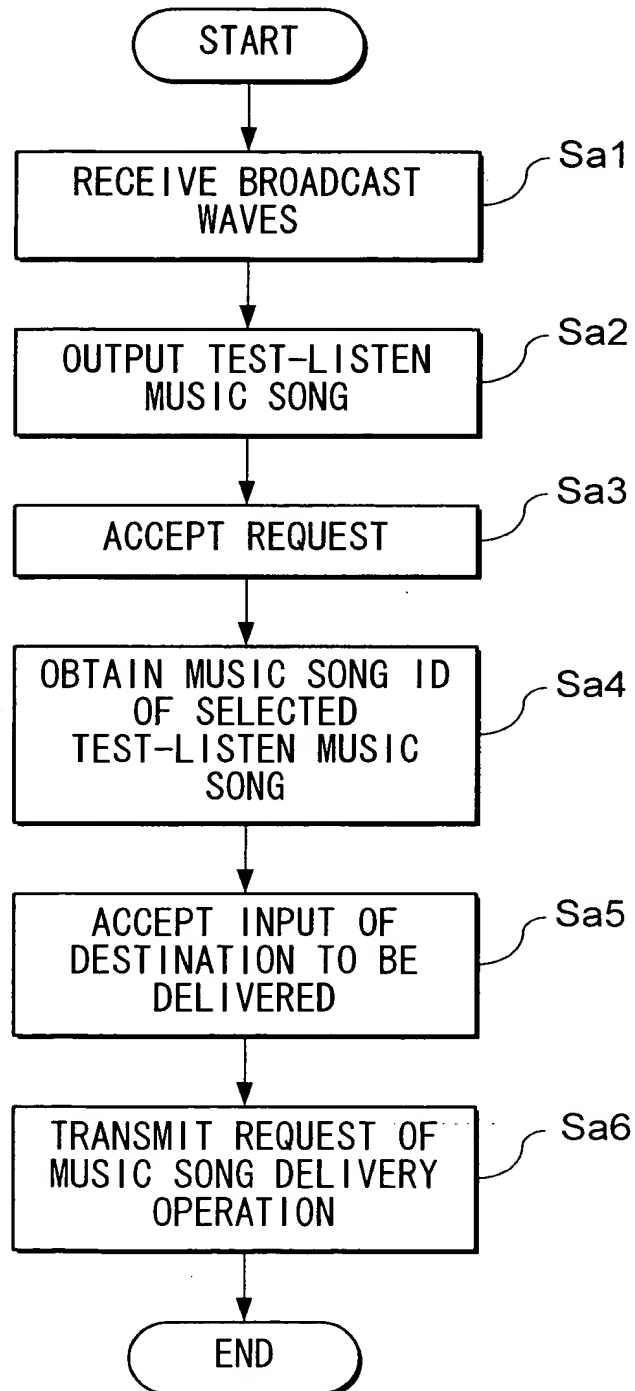 START
RECEIVE BROADCAST
WAVES
Sa1
OUTPUT TEST-LISTEN
MUSIC SONG
Sa2
ACCEPT REQUEST
Sa3
OBTAIN MUSIC SONG ID
OF SELECTED
TEST-LISTEN MUSIC
SONG
Sa4
ACCEPT INPUT OF
DESTINATION TO BE
DELIVERED
Sa5
TRANSMIT REQUEST OF
MUSIC SONG DELIVERY
OPERATION
Sa6
END